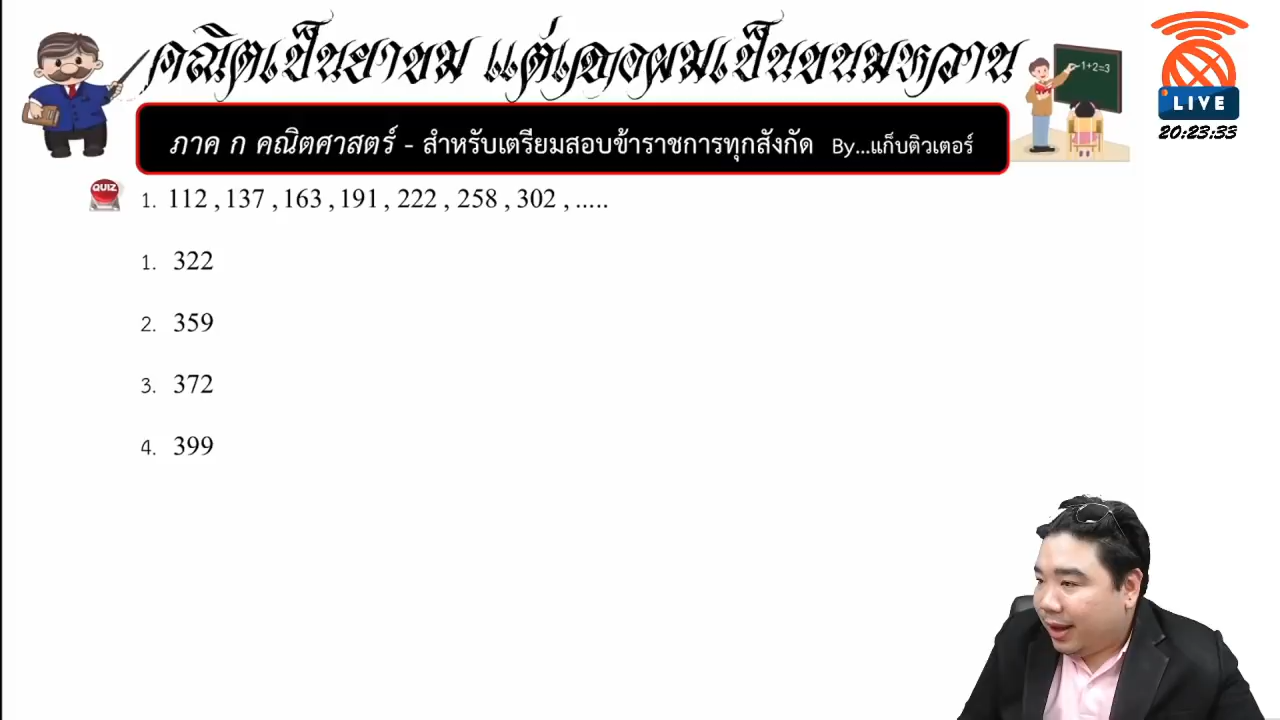 คณิตเป็นยาขม แต่เจอผมเป็นขนมหวาน
1+2=3
LIVE
20:23:33
ภาค ก คณิตศาสตร์ - สำหรับเตรียมสอบข้าราชการทุกสังกัด By...แก็บติวเตอร์
QUIZ
1. 112 , 137 , 163 , 191 , 222 , 258 , 302 , .....
1. 322
2. 359
3. 372
4. 399